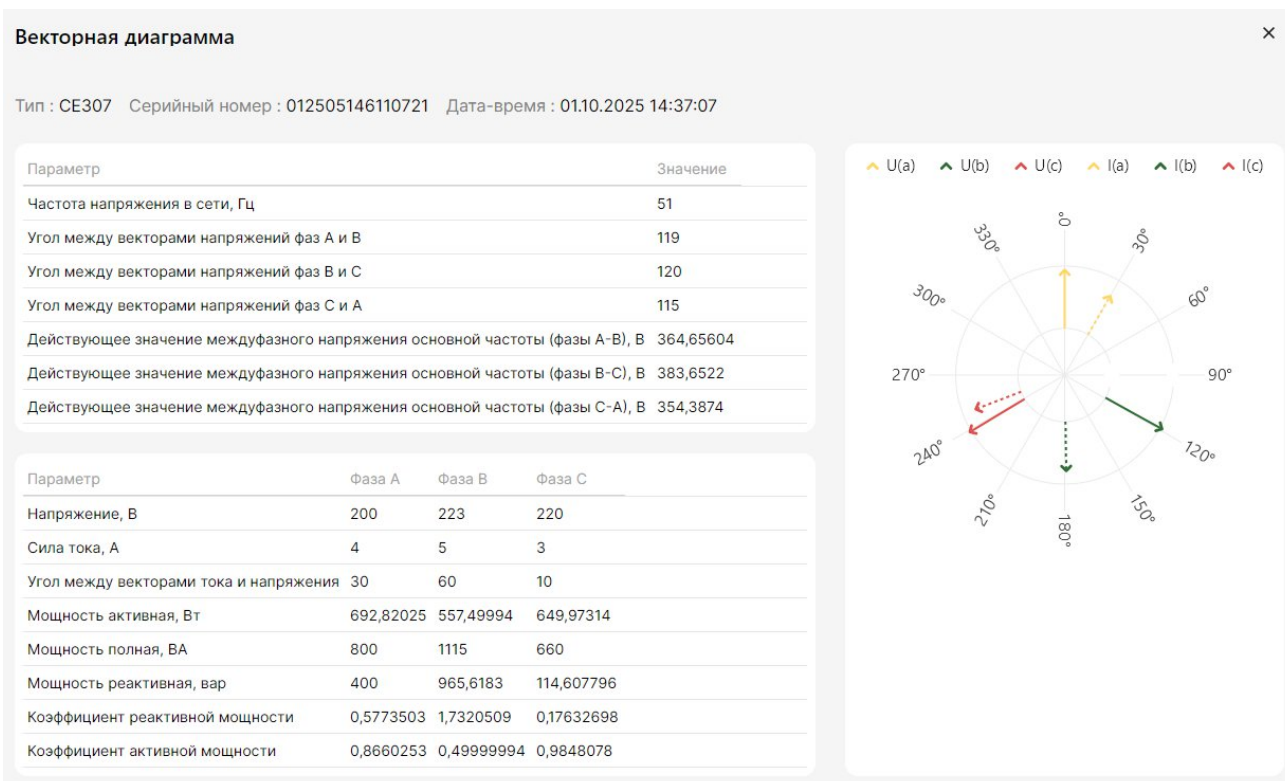 Векторная диаграмма
×
Тип : CE307 Серийный номер : 012505146110721 Дата-время : 01.10.2025 14:37:07
Параметр Значение
Частота напряжения в сети, Гц 51
Угол между векторами напряжений фаз А и В 119
Угол между векторами напряжений фаз В и С 120
Угол между векторами напряжений фаз С и А 115
Действующее значение междуфазного напряжения основной частоты (фазы А-В), В 364,65604
Действующее значение междуфазного напряжения основной частоты (фазы В-С), В 383,6522
Действующее значение междуфазного напряжения основной частоты (фазы С-А), В 354,3874
Параметр Фаза А Фаза В Фаза С
Напряжение, В 200 223 220
Сила тока, А 4 5 3
Угол между векторами тока и напряжения 30 60 10
Мощность активная, Вт 692,82025 557,49994 649,97314
Мощность полная, ВА 800 1115 660
Мощность реактивная, вар 400 965,6183 114,607796
Коэффициент реактивной мощности 0,5773503 1,7320509 0,17632698
Коэффициент активной мощности 0,8660253 0,49999994 0,9848078
U(a) U(b) U(c) I(a) I(b) I(c)
0°
30°
60°
90°
120°
150°
180°
210°
240°
270°
300°
330°